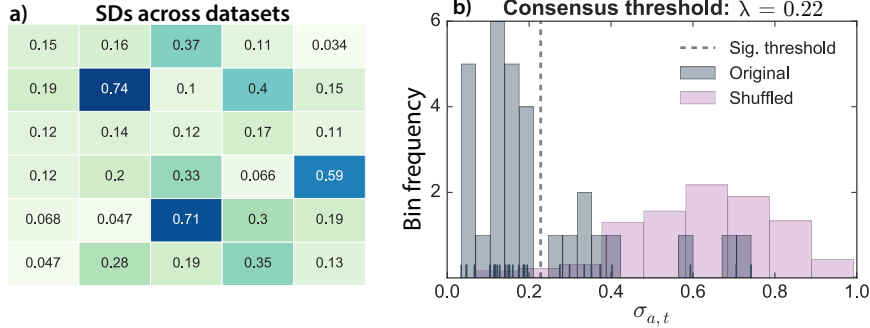 a) SDs across datasets
0.15 0.16 0.37 0.11 0.034
0.19 0.74 0.1 0.4 0.15
0.12 0.14 0.12 0.17 0.11
0.12 0.2 0.33 0.066 0.59
0.068 0.047 0.71 0.3 0.19
0.047 0.28 0.19 0.35 0.13
b) Consensus threshold: λ = 0.22
Sig. threshold
Original
Shuffled
Bin frequency
6
4
2
0
0.0 0.2 0.4 0.6 0.8 1.0
σa,t